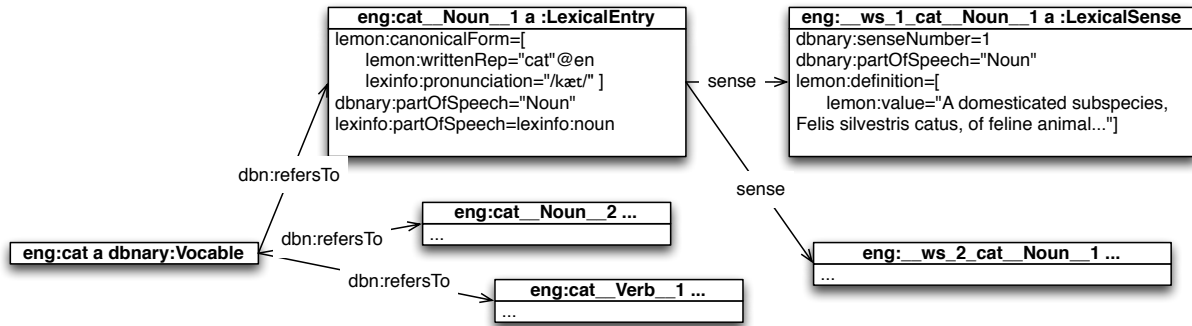 eng:cat__Noun__1 a :LexicalEntry
lemon:canonicalForm=[
lemon:writtenRep="cat"@en
lexinfo:pronunciation="/kæt/" ]
dbnary:partOfSpeech="Noun"
lexinfo:partOfSpeech=lexinfo:noun
sense
eng:__ws_1_cat__Noun__1 a :LexicalSense
dbnary:senseNumber=1
dbnary:partOfSpeech="Noun"
lemon:definition=[
lemon:value="A domesticated subspecies,
Felis silvestris catus, of feline animal..."]
dbn:refersTo
sense
eng:cat__Noun__2 ...
...
eng:cat a dbnary:Vocable
dbn:refersTo
eng:__ws_2_cat__Noun__1 ...
...
dbn:refersTo
eng:cat__Verb__1 ...
...